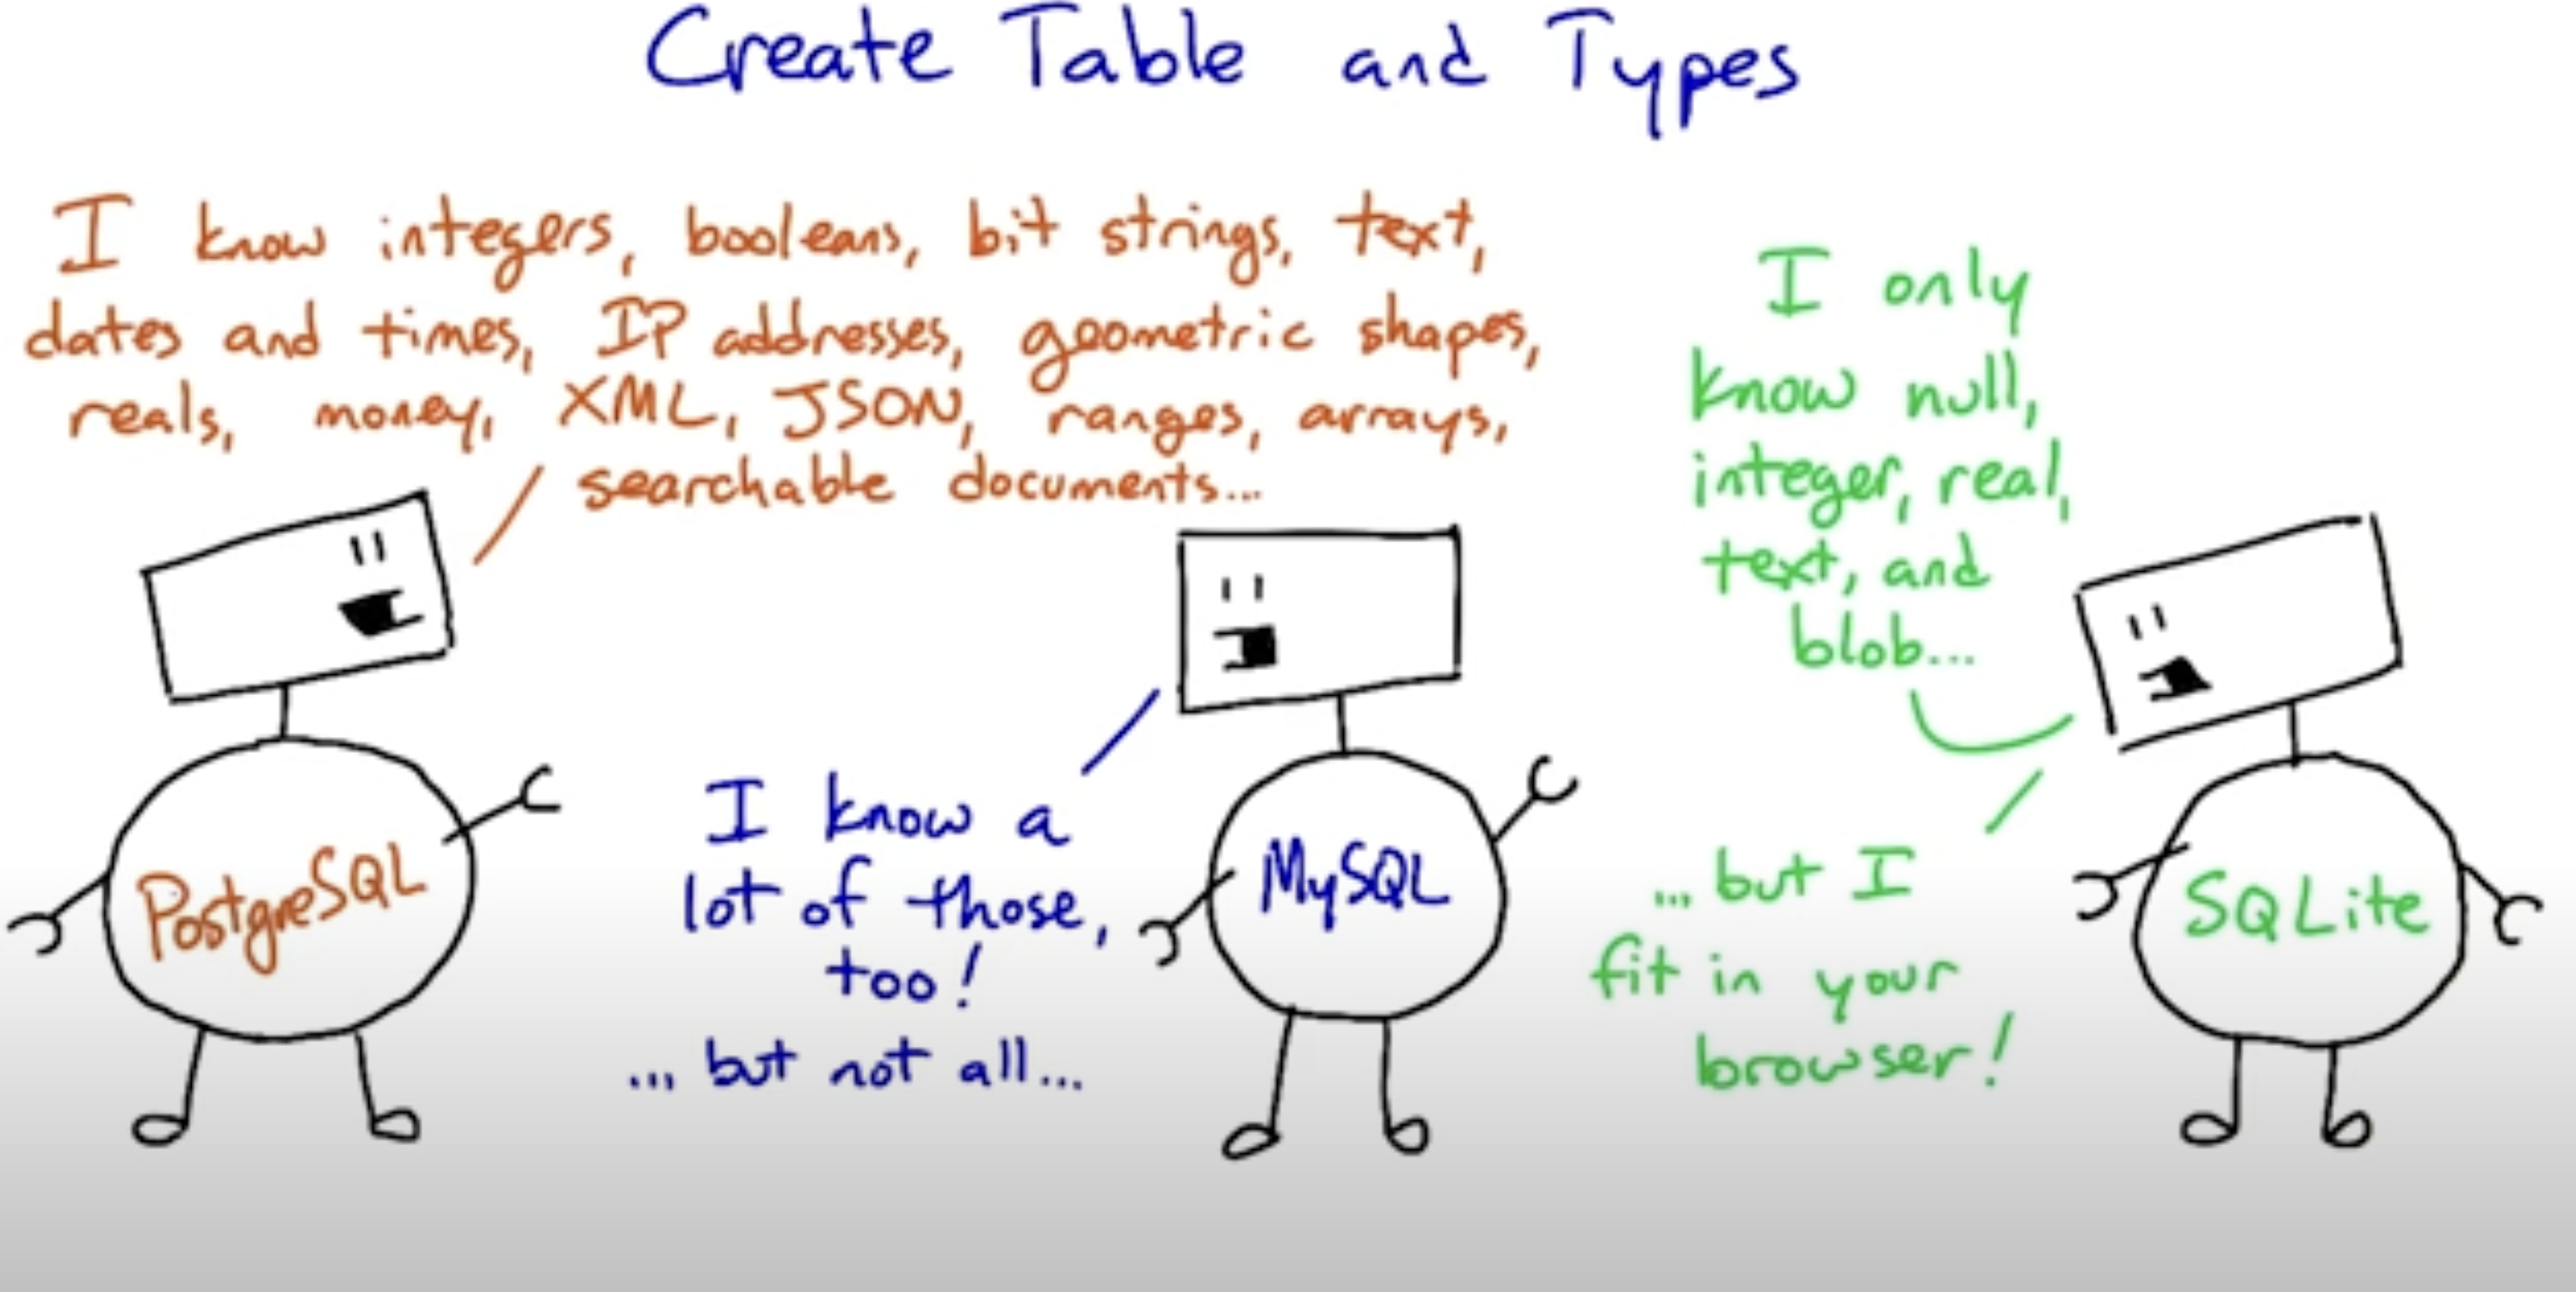 Create Table and Types
I know integers, booleans, bit strings, text,
dates and times, IP addresses, geometric shapes,
reals, money, XML, JSON, ranges, arrays,
searchable documents...
PostgreSQL
I know a
lot of those,
too!
... but not all...
MySQL
I only
know null,
integer, real,
text, and
blob...
... but I
fit in your
browser!
SQLite